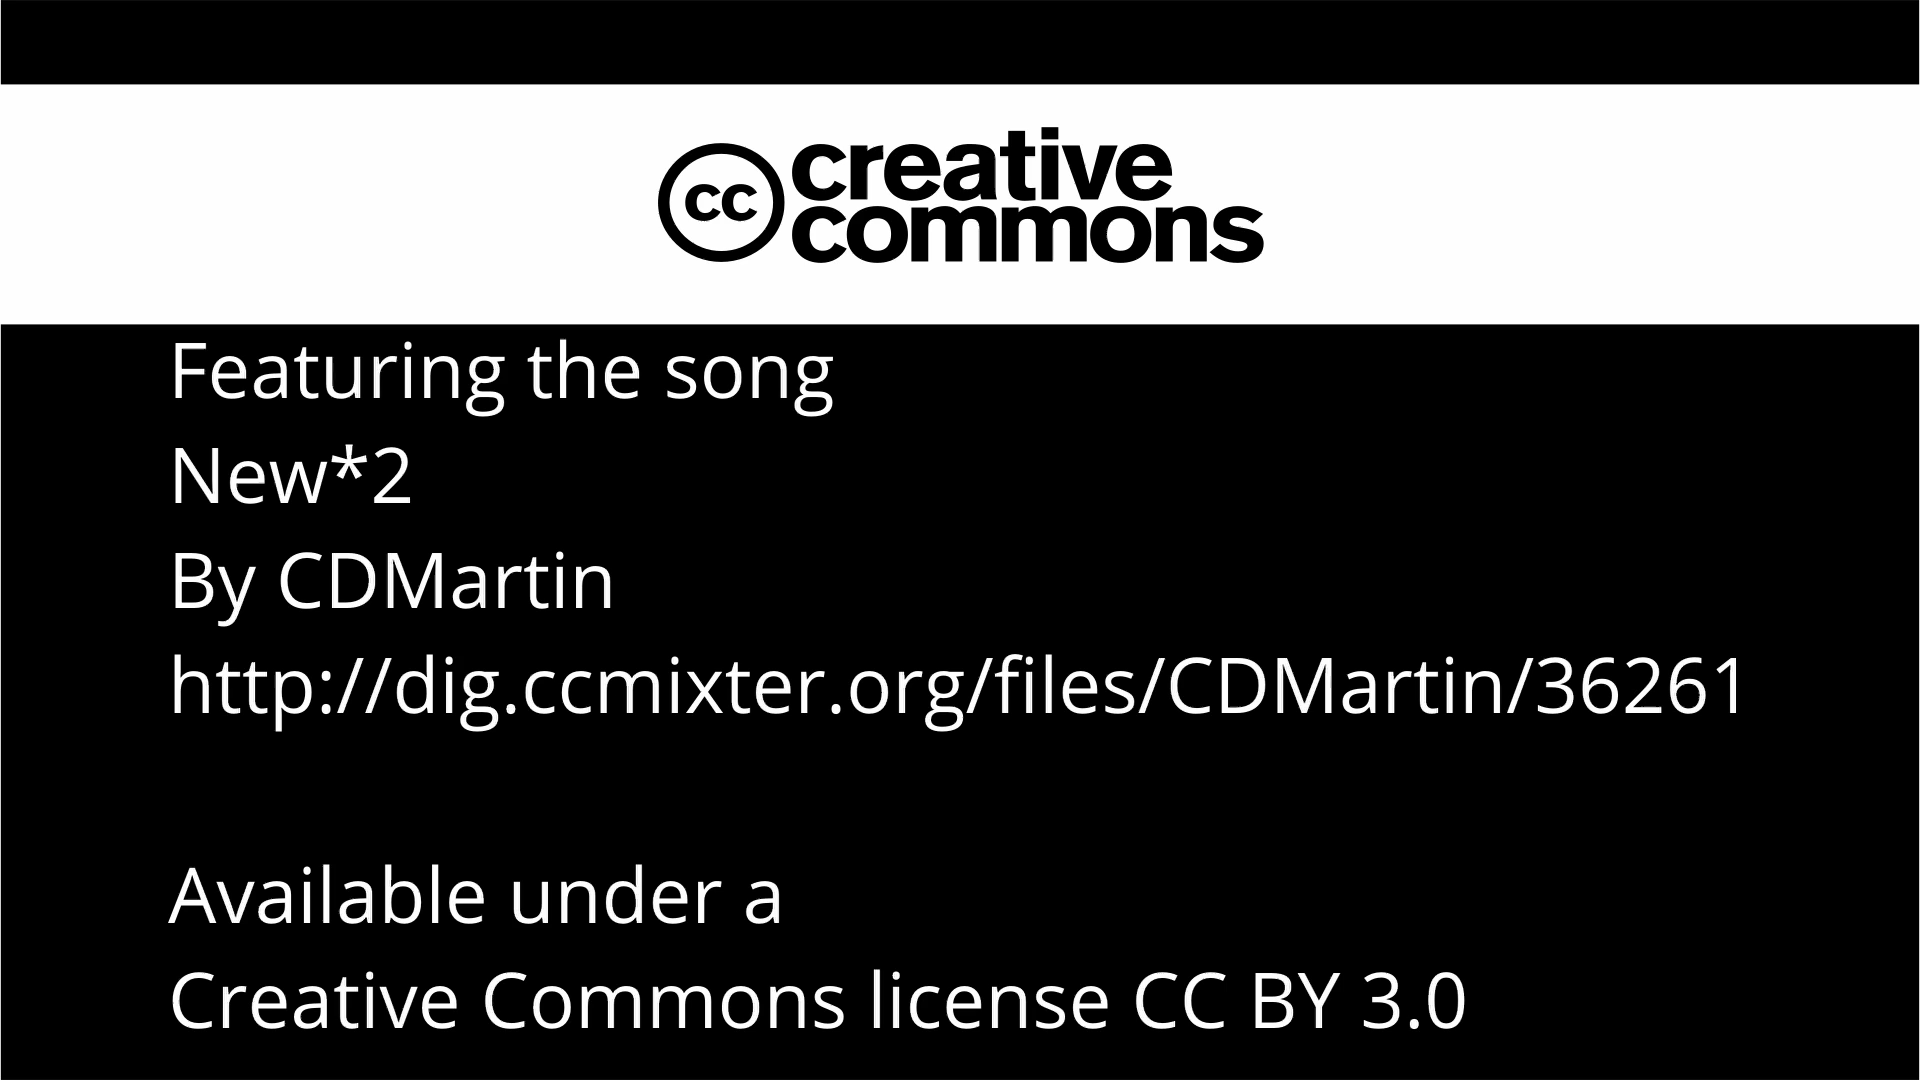 cc creative
commons
Featuring the song
New*2
By CDMartin
http://dig.ccmixter.org/files/CDMartin/36261
Available under a
Creative Commons license CC BY 3.0